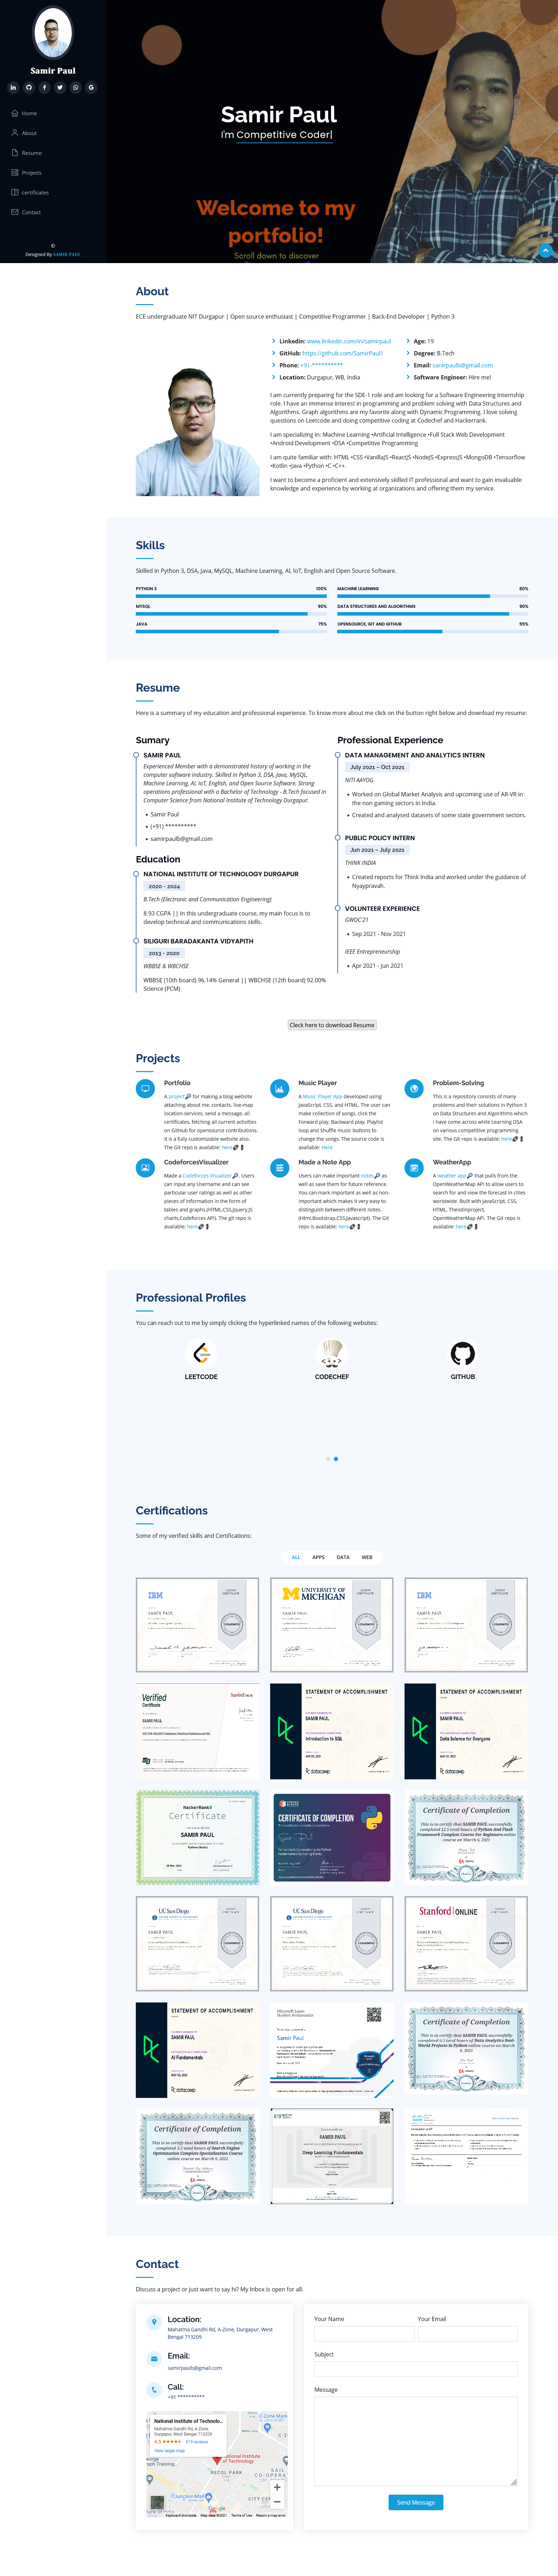 Samir Paul
Home
About
Resume
Projects
certificates
Contact
©
Designed By SAMIR PAUL
Samir Paul
I'm Competitive Coder|
Welcome to my
portfolio!
Scroll down to discover
About
ECE undergraduate NIT Durgapur | Open source enthusiast | Competitive Programmer | Back-End Developer | Python 3
Linkedin: www.linkedin.com/in/samirpaul
GitHub: https://github.com/SamirPaul1
Phone: +91-**********
Location: Durgapur, WB, India
Age: 19
Degree: B.Tech
Email: samirpaulb@gmail.com
Software Engineer: Hire me!
I am currently preparing for the SDE-1 role and am looking for a Software Engineering Internship
role. I have an immense interest in programming and problem solving with Data Structures and
Algorithms. Graph algorithms are my favorite along with Dynamic Programming. I love solving
questions on Leetcode and doing competitive coding at Codechef and Hackerrank.
I am specializing in: Machine Learning •Artificial Intelligence •Full Stack Web Development
•Android Development •DSA •Competitive Programming
I am quite familiar with: HTML •CSS •VanillaJS •ReactJS •NodeJS •ExpressJS •MongoDB •Tensorflow
•Kotlin •Java •Python •C •C++.
I want to become a proficient and extensively skilled IT professional and want to gain invaluable
knowledge and experience by working at organizations and offering them my service.
Skills
Skilled in Python 3, DSA, Java, MySQL, Machine Learning, AI, IoT, English and Open Source Software.
PYTHON 3 100%
MYSQL 90%
JAVA 75%
MACHINE LEARNING 80%
DATA STRUCTURES AND ALGORITHMS 90%
OPENSOURCE, GIT AND GITHUB 55%
Resume
Here is a summary of my education and professional experience. To know more about me click on the button right below and download my resume:
Sumary
SAMIR PAUL
Experienced Member with a demonstrated history of working in the
computer software industry. Skilled in Python 3, DSA, Java, MySQL,
Machine Learning, AI, IoT, English, and Open Source Software. Strong
operations professional with a Bachelor of Technology - B.Tech focused in
Computer Science from National Institute of Technology Durgapur.
• Samir Paul
• (+91) **********
• samirpaulb@gmail.com
Education
NATIONAL INSTITUTE OF TECHNOLOGY DURGAPUR
2020 - 2024
B.Tech (Electronic and Communication Engineering)
8.93 CGPA || In this undergraduate course, my main focus is to
develop technical and communications skills.
SILIGURI BARADAKANTA VIDYAPITH
2013 - 2020
WBBSE & WBCHSE
WBBSE (10th board) 96.14% General || WBCHSE (12th board) 92.00%
Science (PCM)
Professional Experience
DATA MANAGEMENT AND ANALYTICS INTERN
July 2021 – Oct 2021
NITI AAYOG
• Worked on Global Market Analysis and upcoming use of AR-VR in
the non gaming sectors in India.
• Created and analysed datasets of some state government sectors.
PUBLIC POLICY INTERN
Jun 2021 – July 2021
THINK INDIA
• Created reports for Think India and worked under the guidance of
Nyaypravah.
VOLUNTEER EXPERIENCE
GWOC'21
• Sep 2021 - Nov 2021
IEEE Entrepreneurship
• Apr 2021 - Jun 2021
Cleck here to download Resume
Projects
Portfolio
A project🔎 for making a blog website
attaching about me, contacts, live-map
location services, send a message, all
certificates, fetching all current activities
on GitHub for opensource contributions.
It is a fully customizable website also.
The Git repo is available: here
Music Player
A Music Player App developed using
JavaScript, CSS, and HTML. The user can
make collection of songs, click the
Forward play, Backward play, Playlist
loop and Shuffle music buttons to
change the songs. The source code is
available: Here.
Problem-Solving
This is a repository consists of many
problems and their solutions in Python 3
on Data Structures and Algorithms which
I have come across while Learning DSA
on various competitive programming
site. The Git repo is available: here
CodeforcesVisualizer
Made a Codeforces Visualizer🔎. Users
can input any Username and can see
particular user ratings as well as other
pieces of information in the form of
tables and graphs.(HTML,CSS,Jquery,JS
charts,Codeforces API). The git repo is
available: here
Made a Note App
Users can make important notes🔎 as
well as save them for future reference.
You can mark important as well as non-
important which makes it very easy to
distinguish between different notes.
(Html,Bootstrap,CSS,Javascript). The Git
repo is available: here
WeatherApp
A weather app🔎 that pulls from the
OpenWeatherMap API to allow users to
search for and view the forecast in cities
worldwide. Built with JavaScript, CSS,
HTML, Theodinproject,
OpenWeatherMap API. The Git repo is
available: here
Professional Profiles
You can reach out to me by simply clicking the hyperlinked names of the following websites:
LEETCODE
CODECHEF
GITHUB
Certifications
Some of my verified skills and Certifications:
ALL APPS DATA WEB
IBM
SAMIR PAUL
UNIVERSITY OF
MICHIGAN
SAMIR PAUL
IBM
SAMIR PAUL
Verified
Certificate
SAMIR PAUL
STATEMENT OF ACCOMPLISHMENT
SAMIR PAUL
Introduction to SQL
datacamp
STATEMENT OF ACCOMPLISHMENT
SAMIR PAUL
Data Science for Everyone
datacamp
HackerRank
Certificate
SAMIR PAUL
CERTIFICATE OF COMPLETION
Certificate of Completion
UC San Diego
SAMIR PAUL
UC San Diego
SAMIR PAUL
Stanford | ONLINE
SAMIR PAUL
STATEMENT OF ACCOMPLISHMENT
SAMIR PAUL
AI Fundamentals
datacamp
Microsoft Learn
Student Ambassador
Samir Paul
Certificate of Completion
Certificate of Completion
SAMIR PAUL
Deep Learning Fundamentals
Contact
Discuss a project or just want to say hi? My Inbox is open for all.
Location:
Mahatma Gandhi Rd, A-Zone, Durgapur, West
Bengal 713209
Email:
samirpaulb@gmail.com
Call:
+91 **********
National Institute of Technolo...
Mahatma Gandhi Rd, A-Zone,
Durgapur, West Bengal 713209
View larger map
Your Name
Your Email
Subject
Message
Send Message